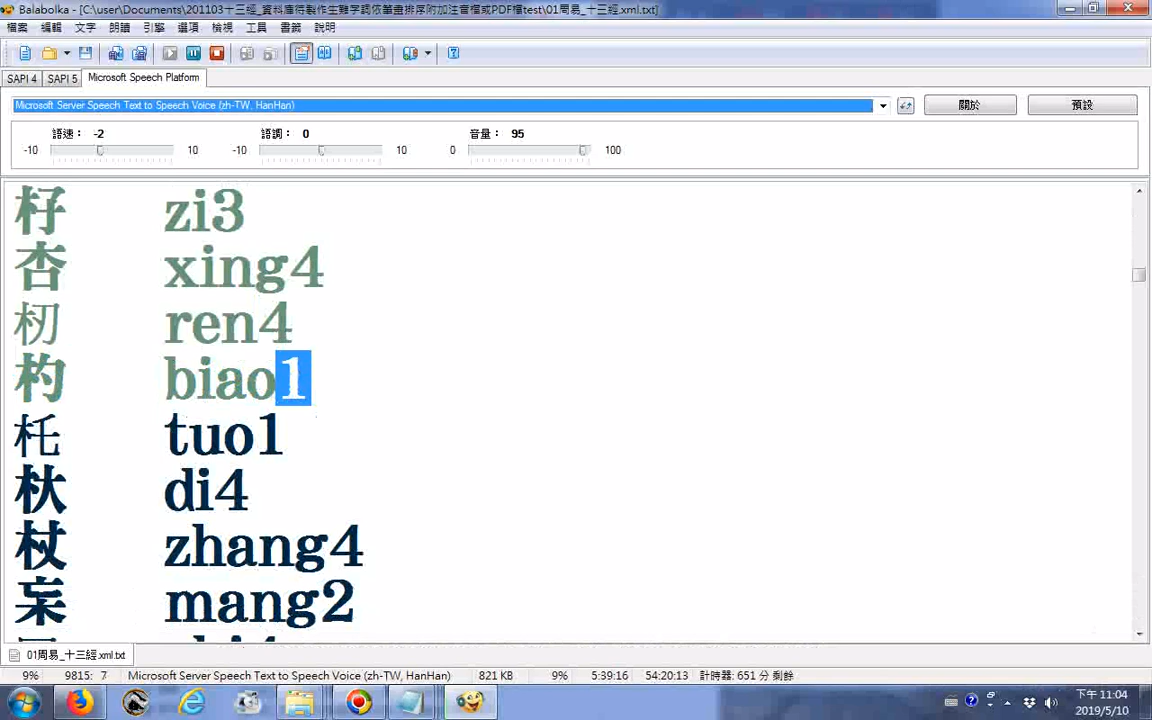 Balabolka - [C:\user\Documents\201103十三經_資料庫待製作生難字詞依筆畫排序附加注音檔或PDF檔test\01周易_十三經.xml.txt]
檔案 編輯 文字 朗讀 引擎 選項 檢視 工具 書籤 說明
SAPI 4 SAPI 5 Microsoft Speech Platform
Microsoft Server Speech Text to Speech Voice (zh-TW, HanHan) 關於 預設
語速： -2 語調： 0 音量： 95
-10 10 -10 10 0 100
杍 zi3
杏 xing4
杒 ren4
杓 biao1
杔 tuo1
杕 di4
杖 zhang4
杗 mang2
01周易_十三經.xml.txt
9% 9815: 7 Microsoft Server Speech Text to Speech Voice (zh-TW, HanHan) 821 KB 9% 5:39:16 54:20:13 計時器: 651 分 剩餘
下午 11:04
2019/5/10